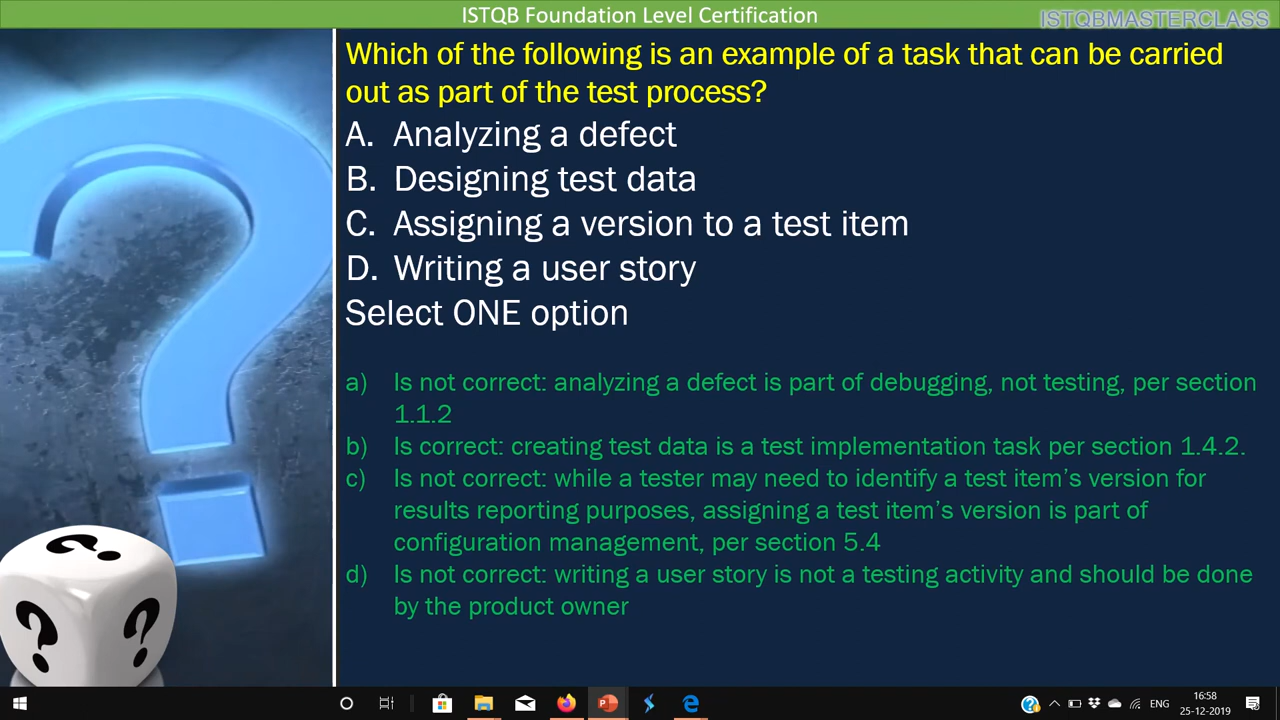 ISTQB Foundation Level Certification
ISTQBMASTERCLASS
Which of the following is an example of a task that can be carried
out as part of the test process?
A. Analyzing a defect
B. Designing test data
C. Assigning a version to a test item
D. Writing a user story
Select ONE option
a) Is not correct: analyzing a defect is part of debugging, not testing, per section
1.1.2
b) Is correct: creating test data is a test implementation task per section 1.4.2.
c) Is not correct: while a tester may need to identify a test item's version for
results reporting purposes, assigning a test item's version is part of
configuration management, per section 5.4
d) Is not correct: writing a user story is not a testing activity and should be done
by the product owner
ENG
16:58
25-12-2019